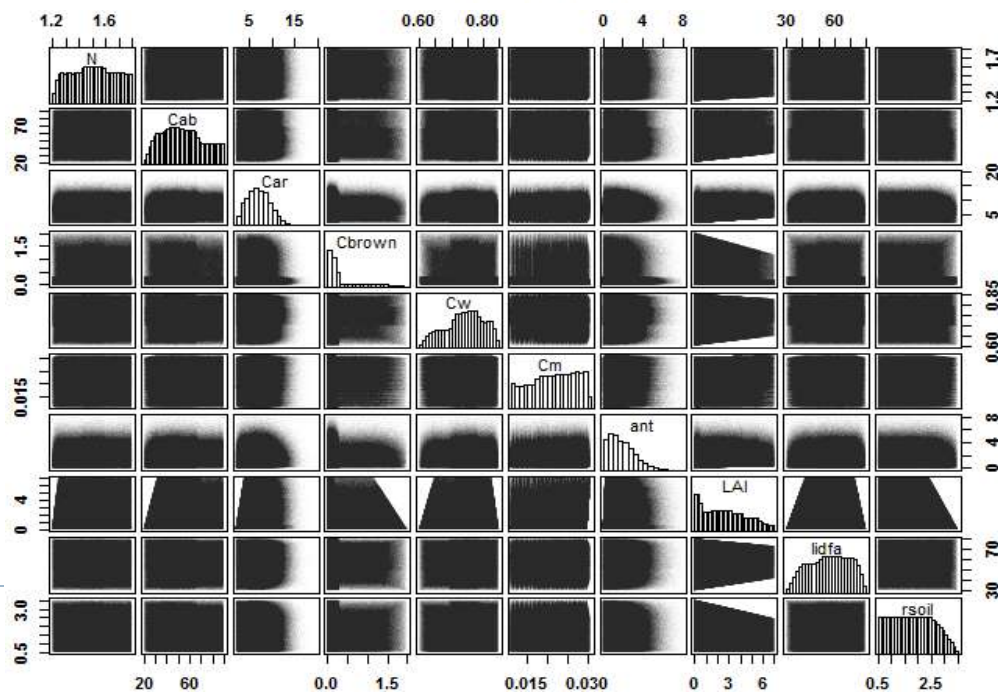 1.2 1.6 5 15 0.60 0.80 0 2 4 6 8 30 60
N 1.2 1.7
20 70 Cab
Car 5 20
0.0 1.5 Cbrown
Cw 0.60 0.85
0.015 Cm
ant 0 4 8
0 4 LAI
lidfa 30 70
0.5 3.0 rsoil
20 60 0.0 1.5 0.015 0.030 0 3 6 0.5 2.5